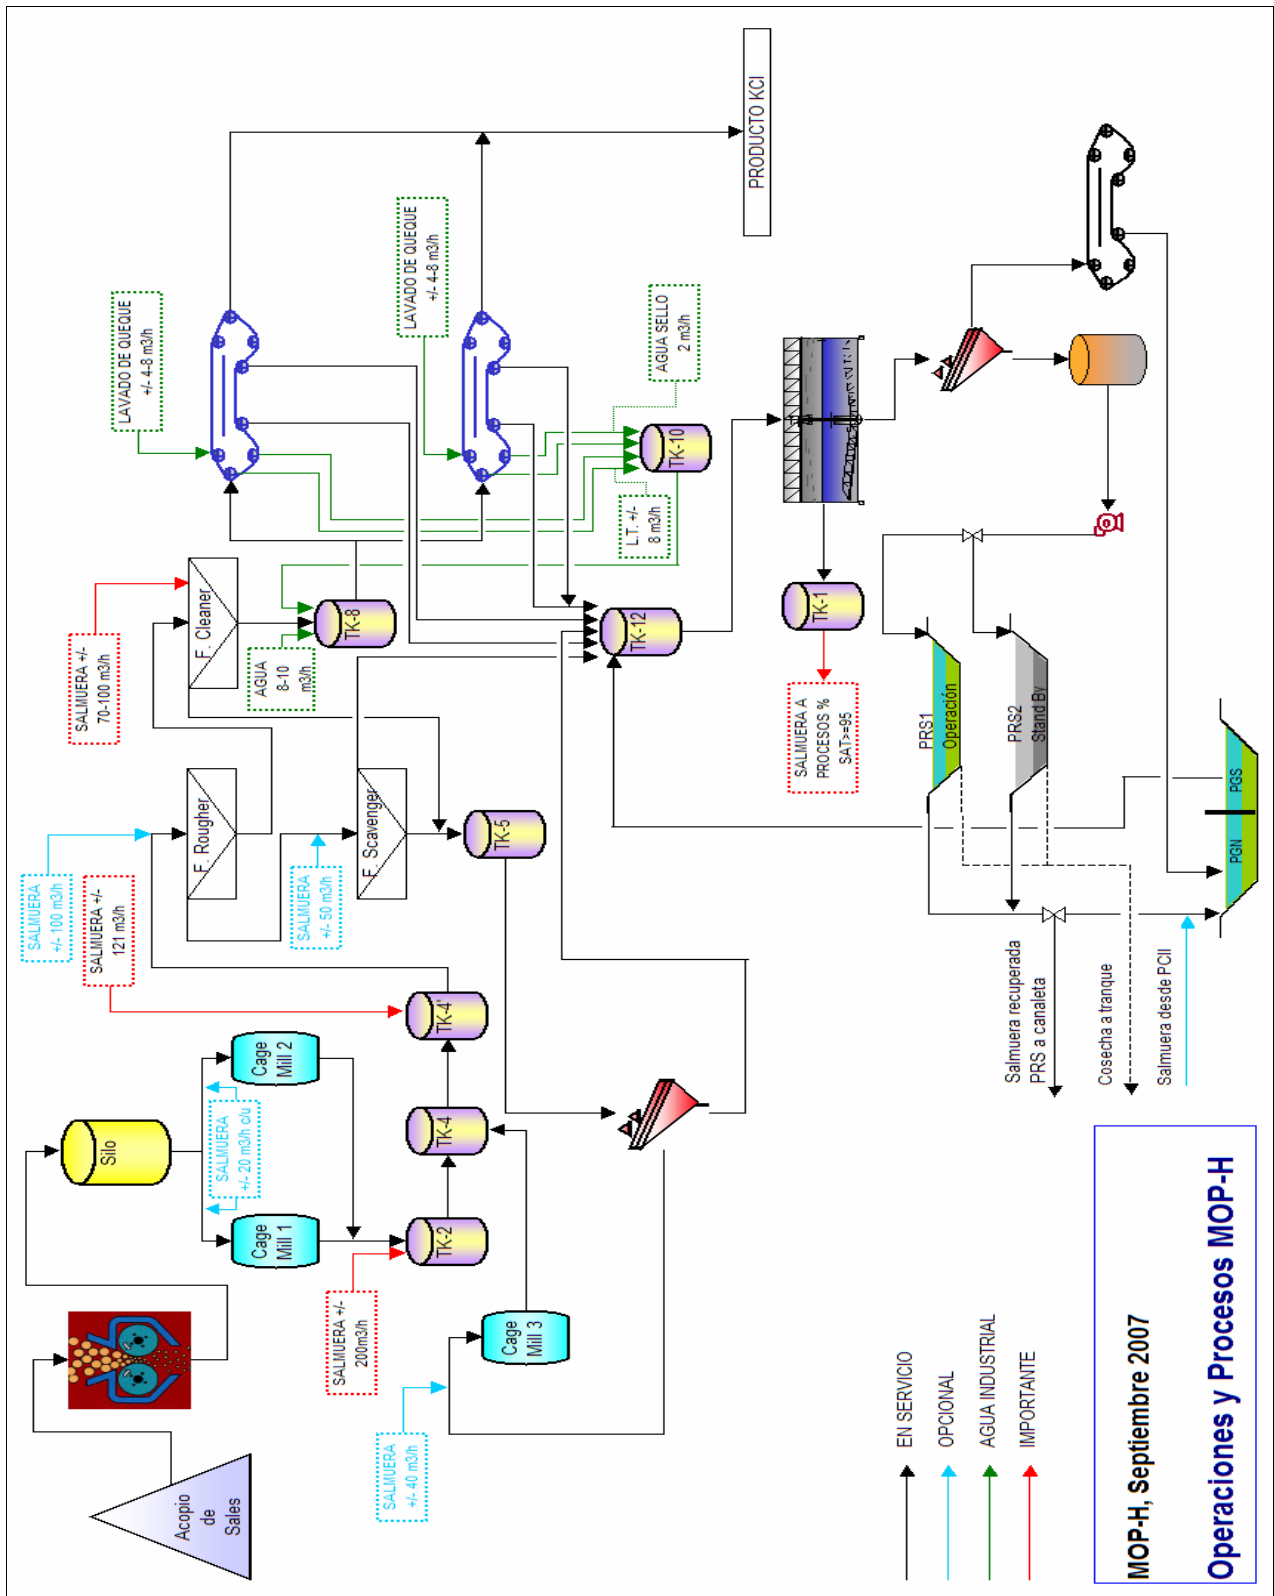 Acopio
de
Sales
Silo
Cage
Mill 1
Cage
Mill 2
SALMUERA
+/- 20 m3/h c/u
SALMUERA +/-
200m3/h
SALMUERA
+/- 40 m3/h
Cage
Mill 3
TK-2
TK-4
TK-4'
SALMUERA +/-
121 m3/h
SALMUERA
+/- 100 m3/h
F. Rougher
SALMUERA
+/- 50 m3/h
F. Scavenger
TK-5
SALMUERA +/-
70-100 m3/h
F. Cleaner
AGUA
8-10
m3/h
TK-8
LAVADO DE QUEQUE
+/- 4-8 m3/h
LAVADO DE QUEQUE
+/- 4-8 m3/h
AGUA SELLO
2 m3/h
L.T. +/-
8 m3/h
TK-10
TK-12
PRODUCTO KCl
TK-1
SALMUERA A
PROCESOS %
SAT>=95
PRS1
Operación
PRS2
Stand By
PGN
PGS
Salmuera recuperada
PRS a canaleta
Cosecha a tranque
Salmuera desde PCII
EN SERVICIO
OPCIONAL
AGUA INDUSTRIAL
IMPORTANTE
MOP-H, Septiembre 2007
Operaciones y Procesos MOP-H